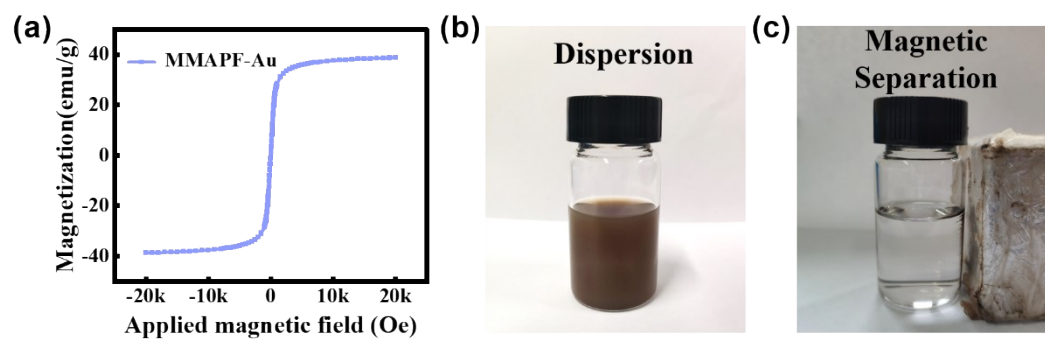 (a)
MMAPF-Au
Magnetization(emu/g)
40
20
0
-20
-40
-20k
-10k
0
10k
20k
Applied magnetic field (Oe)
(b)
Dispersion
(c)
Magnetic
Separation